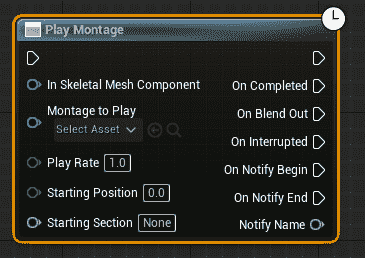 Play Montage
In Skeletal Mesh Component
On Completed
Montage to Play
Select Asset
On Blend Out
On Interrupted
Play Rate 1.0
On Notify Begin
Starting Position 0.0
On Notify End
Starting Section None
Notify Name